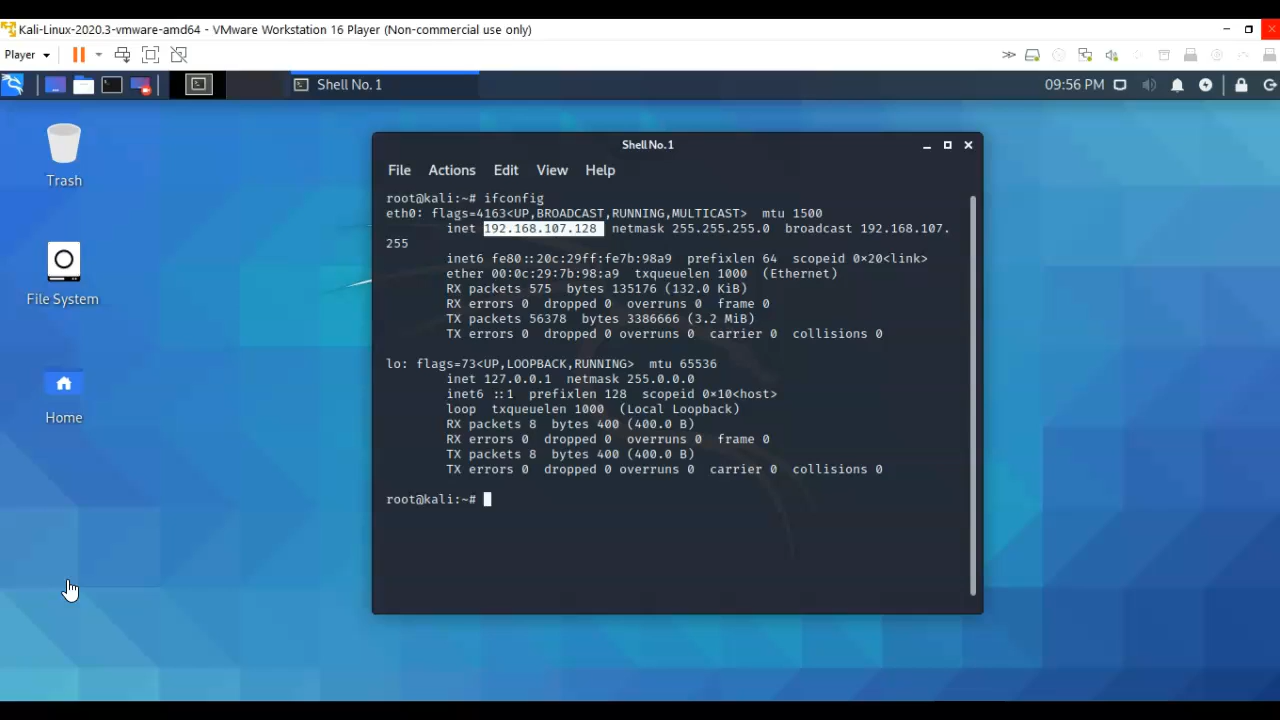 Kali-Linux-2020.3-vmware-amd64 - VMware Workstation 16 Player (Non-commercial use only)
Player
Shell No. 1
09:56 PM
Trash
File System
Home
Shell No. 1
File Actions Edit View Help
root@kali:~# ifconfig
eth0: flags=4163<UP,BROADCAST,RUNNING,MULTICAST>  mtu 1500
        inet 192.168.107.128  netmask 255.255.255.0  broadcast 192.168.107.
255
        inet6 fe80::20c:29ff:fe7b:98a9  prefixlen 64  scopeid 0×20<link>
        ether 00:0c:29:7b:98:a9  txqueuelen 1000  (Ethernet)
        RX packets 575  bytes 135176 (132.0 KiB)
        RX errors 0  dropped 0  overruns 0  frame 0
        TX packets 56378  bytes 3386666 (3.2 MiB)
        TX errors 0  dropped 0 overruns 0  carrier 0  collisions 0
lo: flags=73<UP,LOOPBACK,RUNNING>  mtu 65536
        inet 127.0.0.1  netmask 255.0.0.0
        inet6 ::1  prefixlen 128  scopeid 0×10<host>
        loop  txqueuelen 1000  (Local Loopback)
        RX packets 8  bytes 400 (400.0 B)
        RX errors 0  dropped 0  overruns 0  frame 0
        TX packets 8  bytes 400 (400.0 B)
        TX errors 0  dropped 0 overruns 0  carrier 0  collisions 0
root@kali:~#